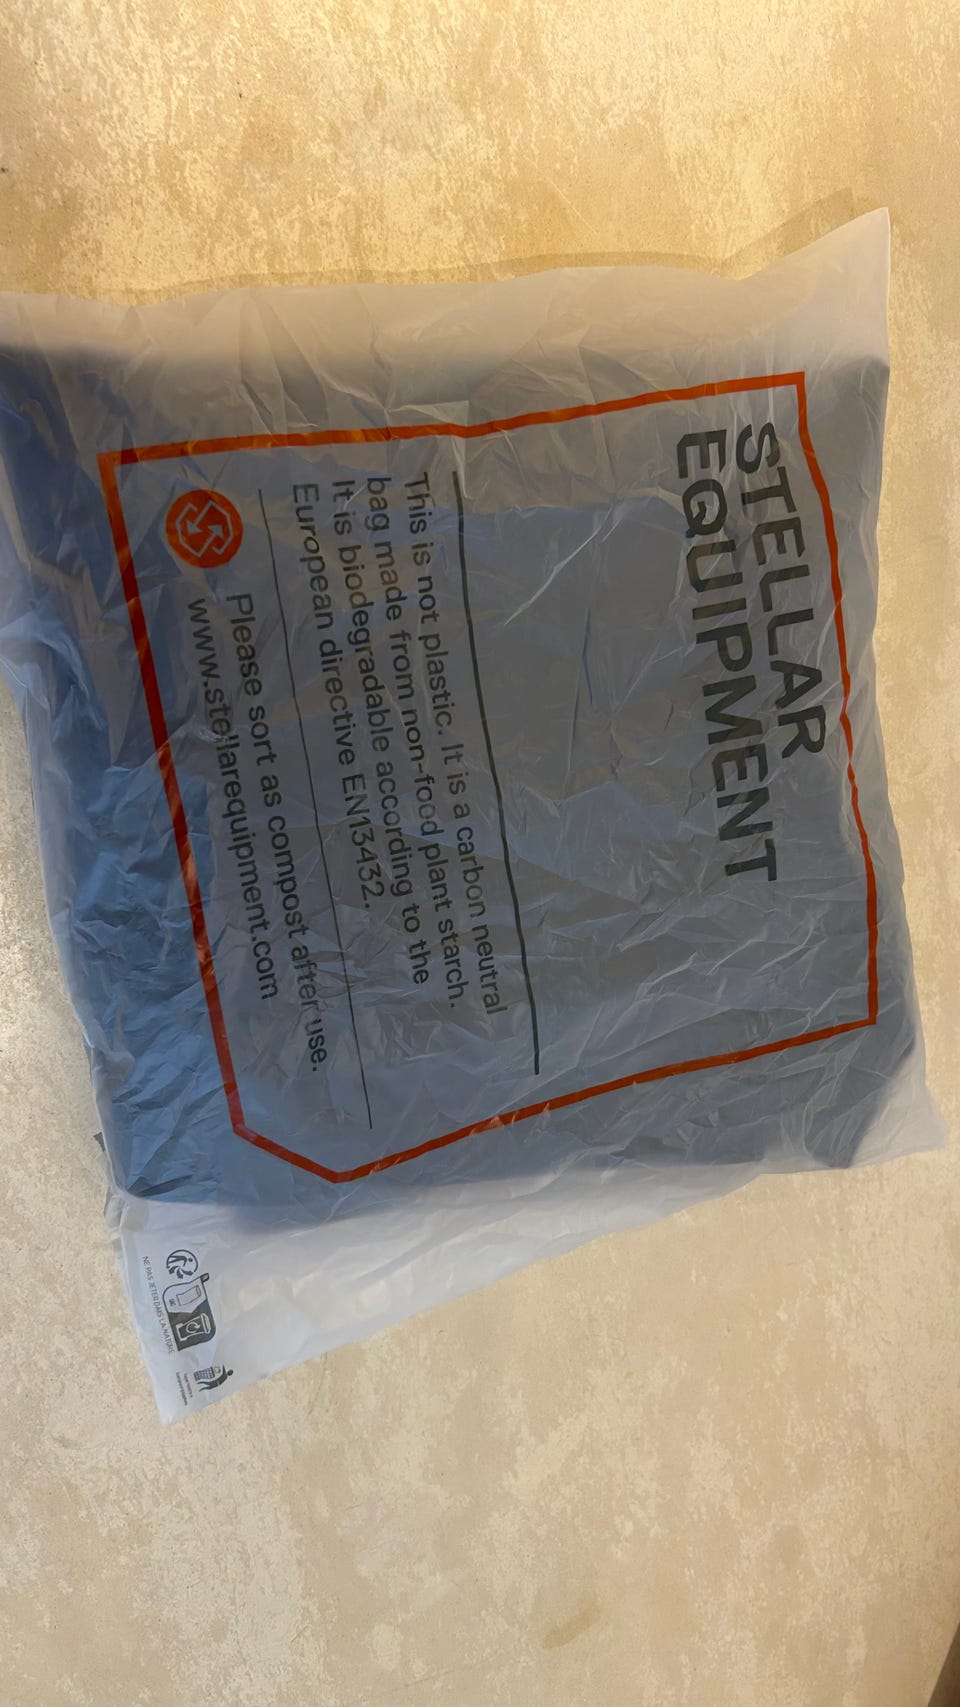 STELLAR
EQUIPMENT
This is not plastic. It is a carbon neutral
bag made from non-food plant starch.
It is biodegradable according to the
European directive EN13432.
Please sort as compost after use.
www.stellarequipment.com
NE PAS JETER DANS LA NATURE